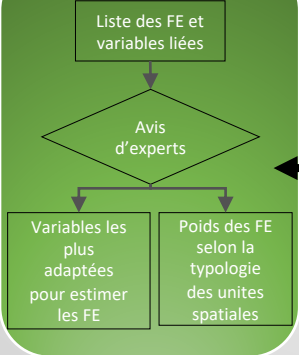 Liste des FE et
variables liées
Avis
d'experts
Variables les
plus
adaptées
pour estimer
les FE
Poids des FE
selon la
typologie
des unites
spatiales